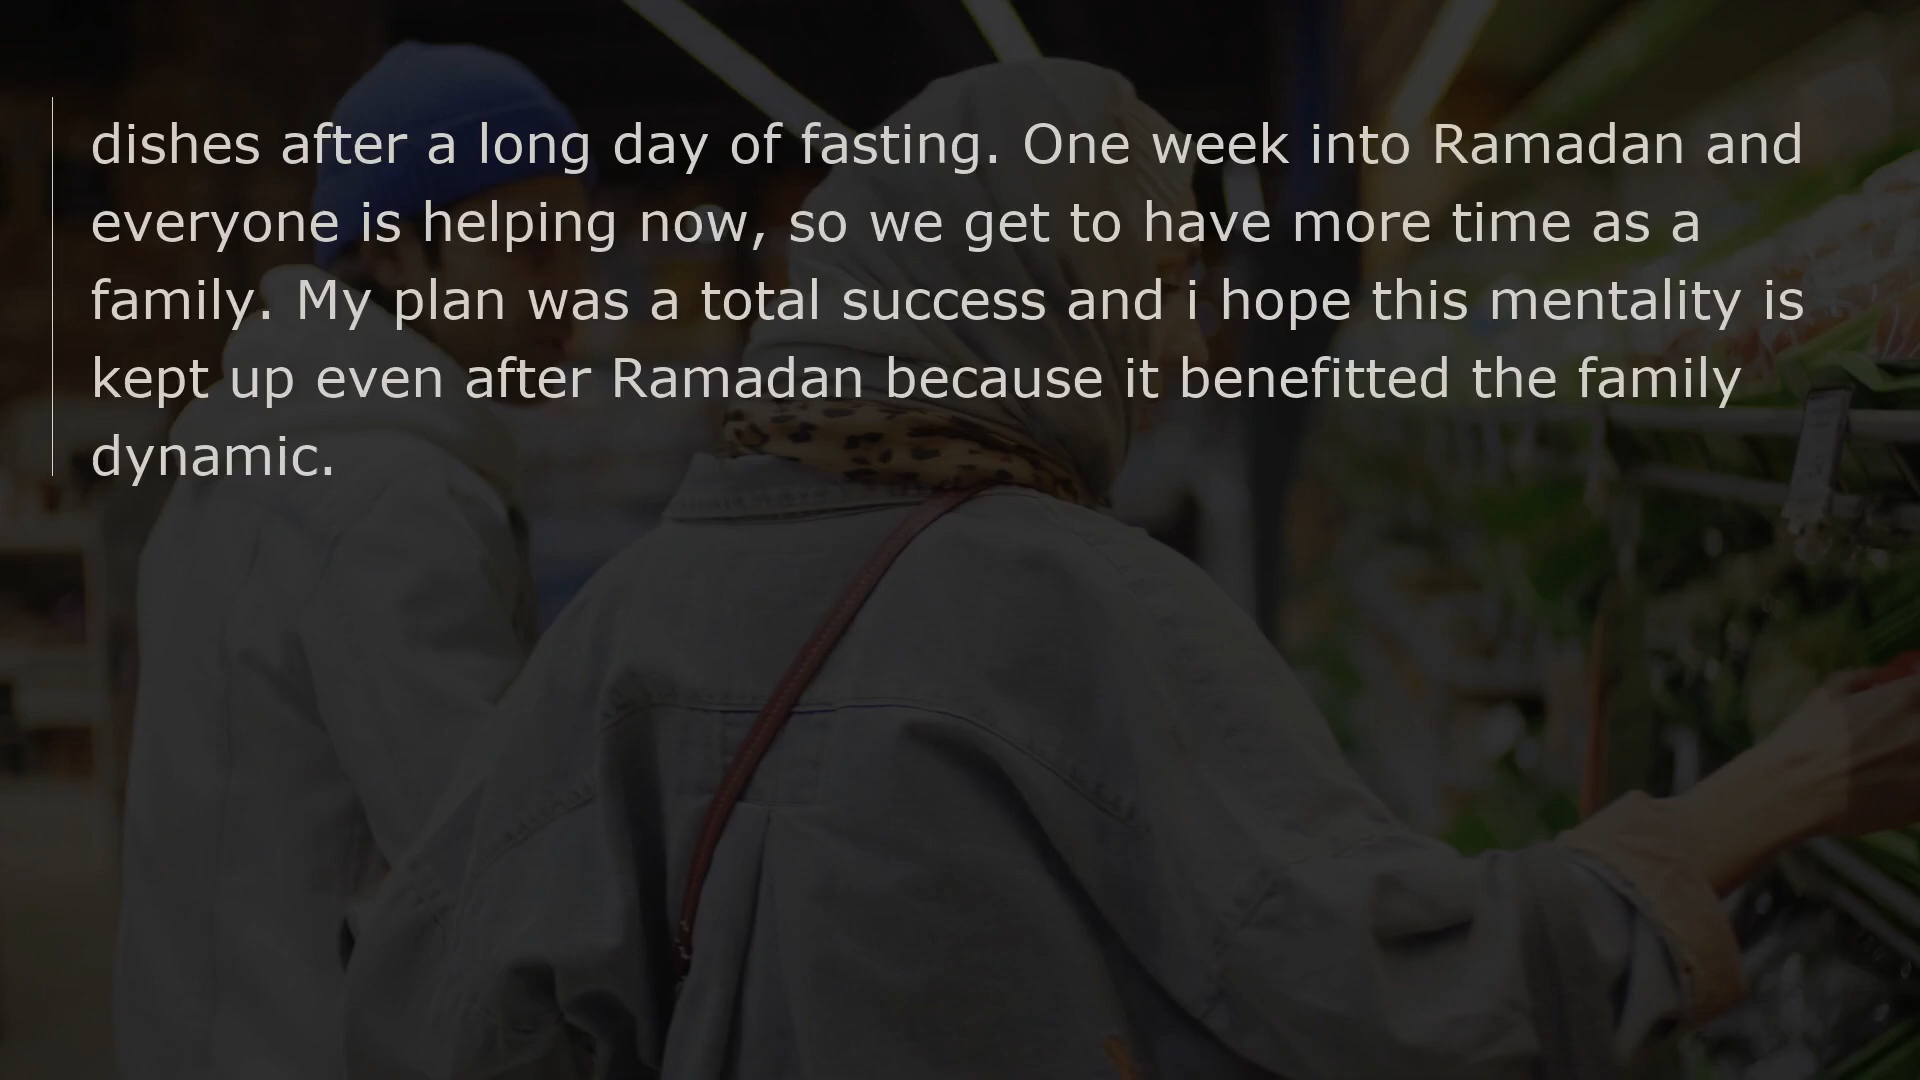 dishes after a long day of fasting. One week into Ramadan and
everyone is helping now, so we get to have more time as a
family. My plan was a total success and i hope this mentality is
kept up even after Ramadan because it benefitted the family
dynamic.